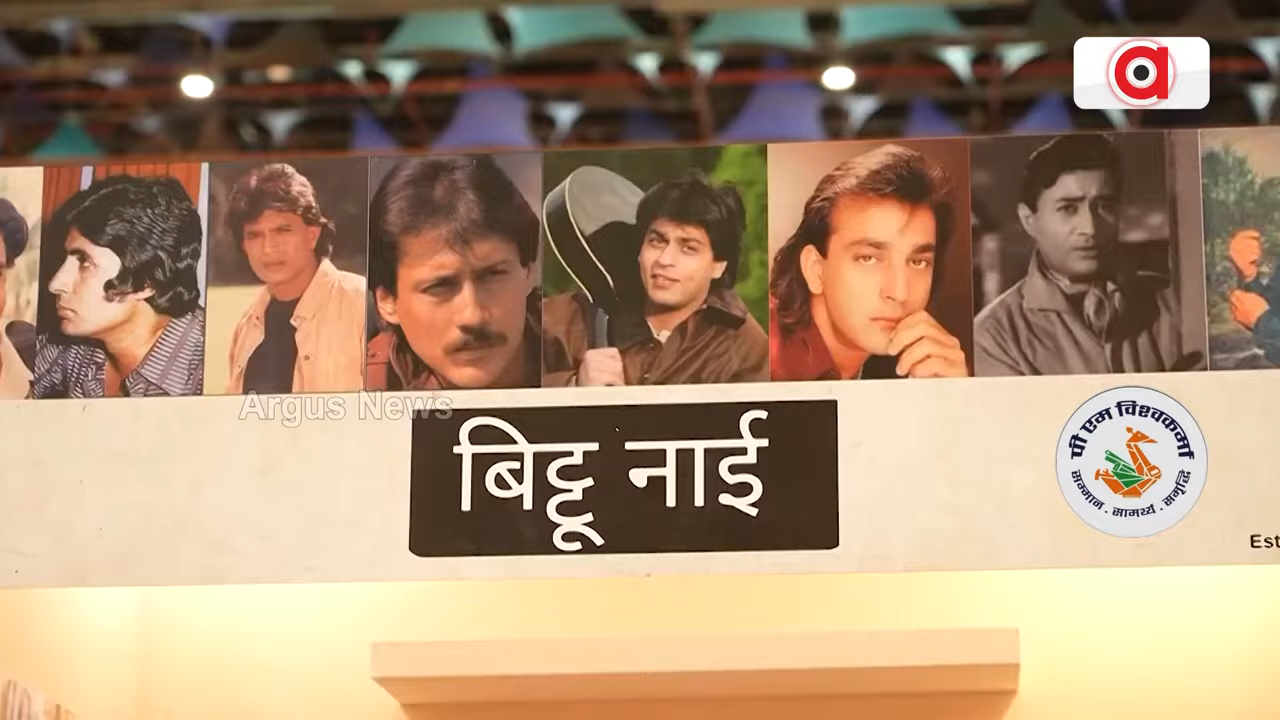 a
Argus News
बिट्टू नाई
पी एम विश्वकर्मा
सम्मान . सामर्थ्य . समृद्धि
Est